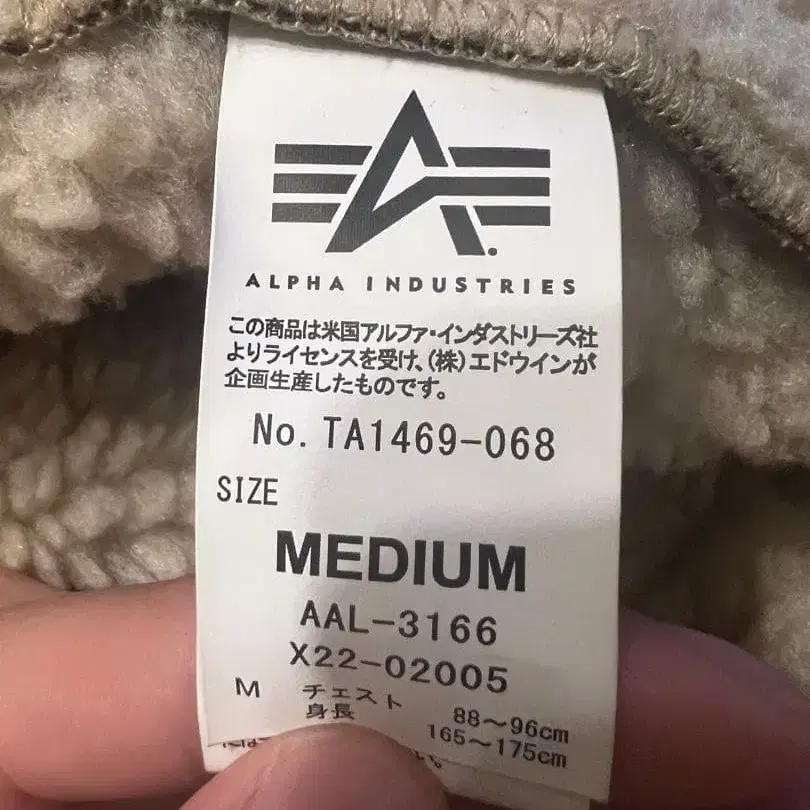 ALPHA INDUSTRIES
この商品は米国アルファ・インダストリーズ社
よりライセンスを受け、(株)エドウインが
企画生産したものです。
No. TA1469-068
SIZE
MEDIUM
AAL-3166
X22-02005
M チェスト 88～96cm
身長 165～175cm